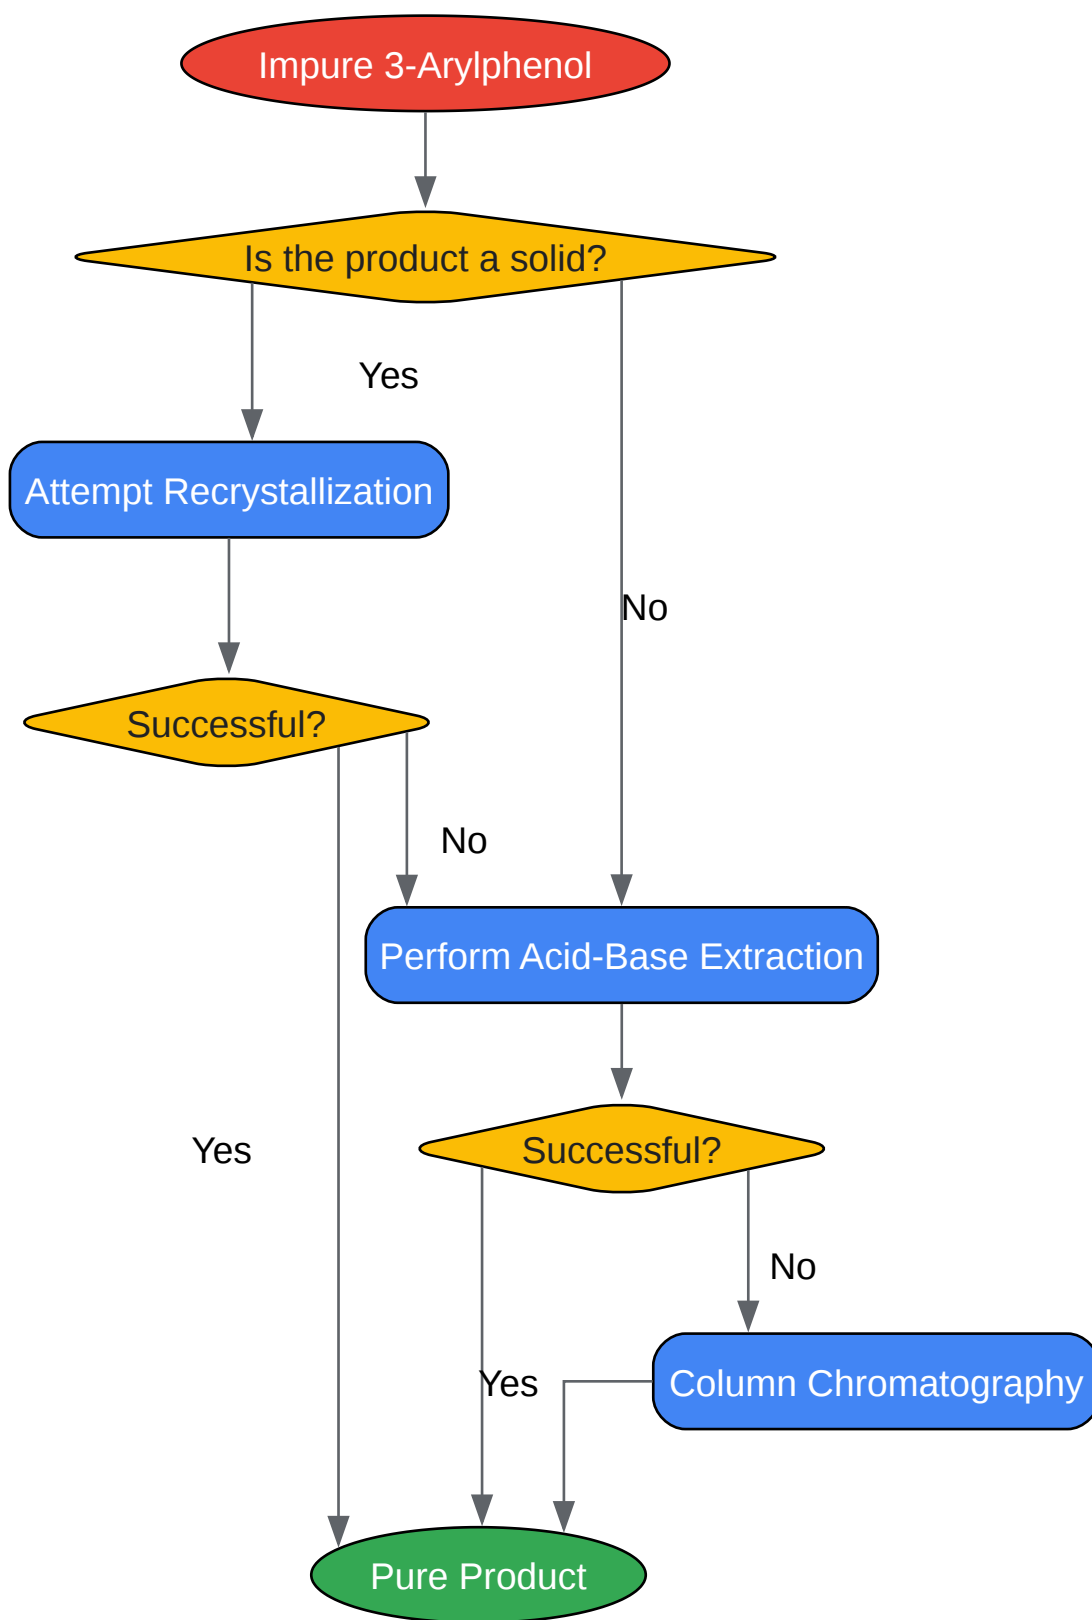 Impure 3-Arylphenol
Is the product a solid?
Yes
Attempt Recrystallization
No
Successful?
No
Perform Acid-Base Extraction
Yes
Successful?
No
Yes
Column Chromatography
Pure Product